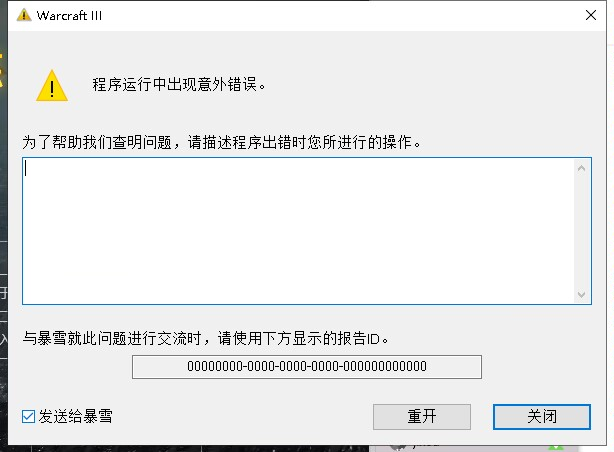 Warcraft III
程序运行中出现意外错误。
为了帮助我们查明问题，请描述程序出错时您所进行的操作。
与暴雪就此问题进行交流时，请使用下方显示的报告ID。
00000000-0000-0000-0000-000000000000
发送给暴雪
重开
关闭